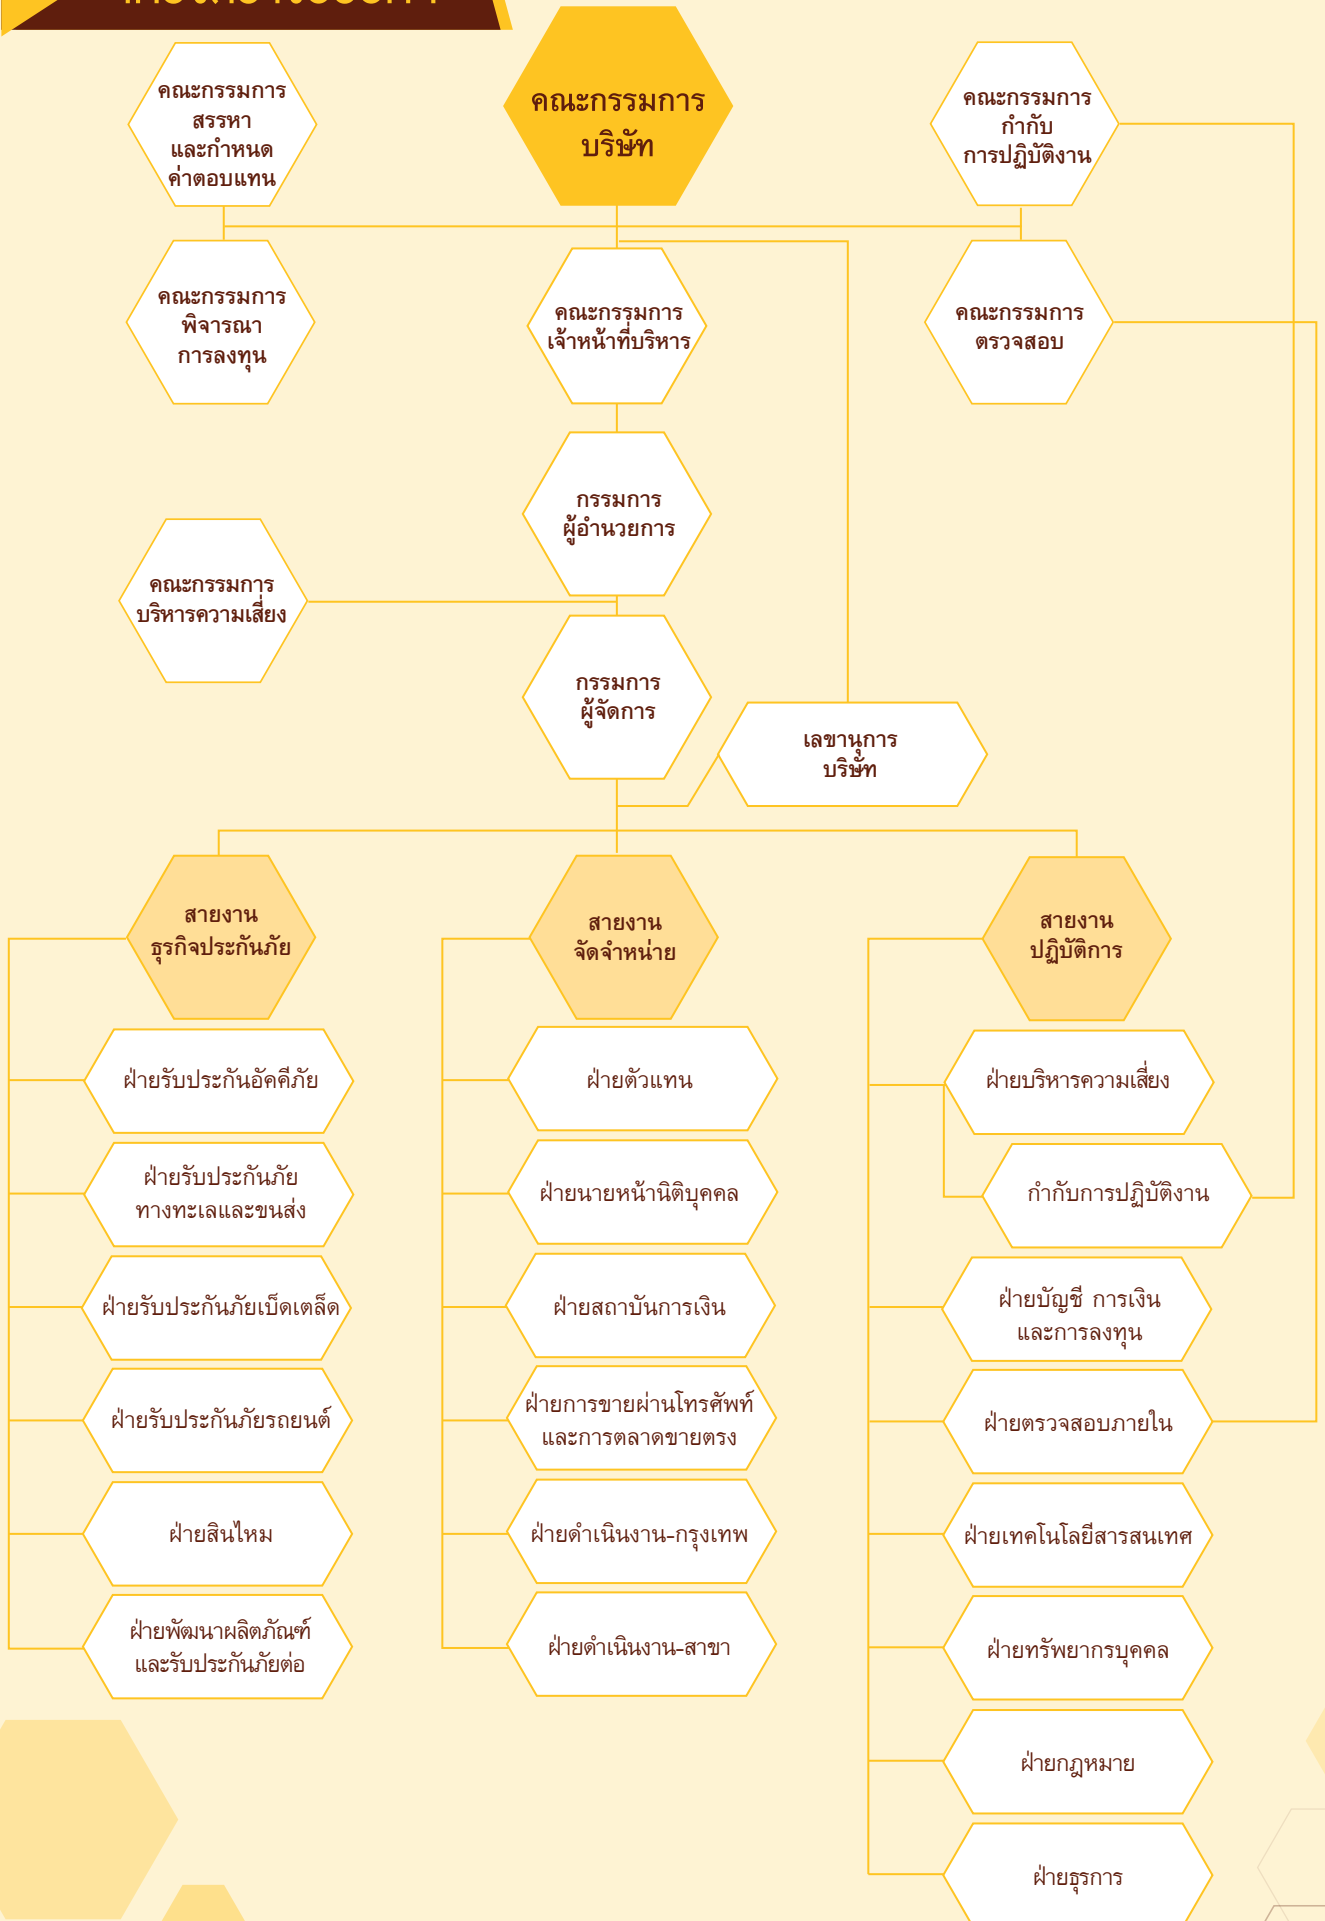 คณะกรรมการ
บริษัท
คณะกรรมการ
สรรหา
และกำหนด
ค่าตอบแทน
คณะกรรมการ
กำกับ
การปฏิบัติงาน
คณะกรรมการ
พิจารณา
การลงทุน
คณะกรรมการ
เจ้าหน้าที่บริหาร
คณะกรรมการ
ตรวจสอบ
กรรมการ
ผู้อำนวยการ
คณะกรรมการ
บริหารความเสี่ยง
กรรมการ
ผู้จัดการ
เลขานุการ
บริษัท
สายงาน
ธุรกิจประกันภัย
ฝ่ายรับประกันอัคคีภัย
ฝ่ายรับประกันภัย
ทางทะเลและขนส่ง
ฝ่ายรับประกันภัยเบ็ดเตล็ด
ฝ่ายรับประกันภัยรถยนต์
ฝ่ายสินไหม
ฝ่ายพัฒนาผลิตภัณฑ์
และรับประกันภัยต่อ
สายงาน
จัดจำหน่าย
ฝ่ายตัวแทน
ฝ่ายนายหน้านิติบุคคล
ฝ่ายสถาบันการเงิน
ฝ่ายการขายผ่านโทรศัพท์
และการตลาดขายตรง
ฝ่ายดำเนินงาน-กรุงเทพ
ฝ่ายดำเนินงาน-สาขา
สายงาน
ปฏิบัติการ
ฝ่ายบริหารความเสี่ยง
กำกับการปฏิบัติงาน
ฝ่ายบัญชี การเงิน
และการลงทุน
ฝ่ายตรวจสอบภายใน
ฝ่ายเทคโนโลยีสารสนเทศ
ฝ่ายทรัพยากรบุคคล
ฝ่ายกฎหมาย
ฝ่ายธุรการ